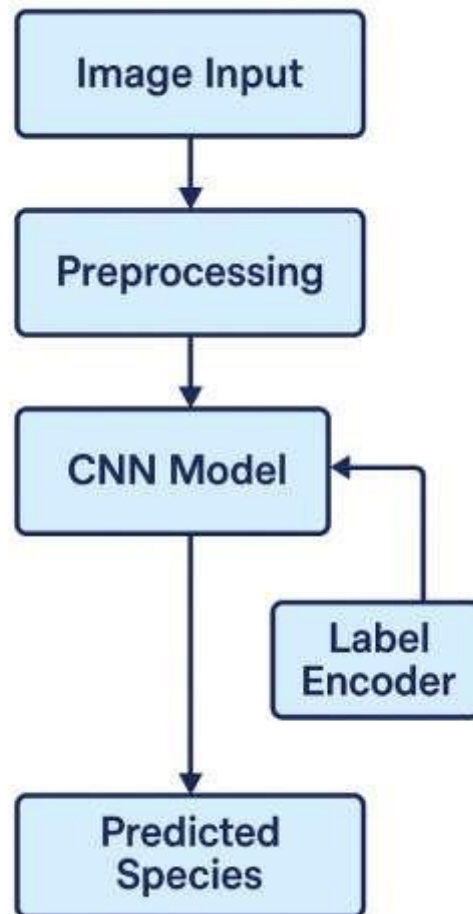 Image Input
Preprocessing
CNN Model
Label
Encoder
Predicted
Species